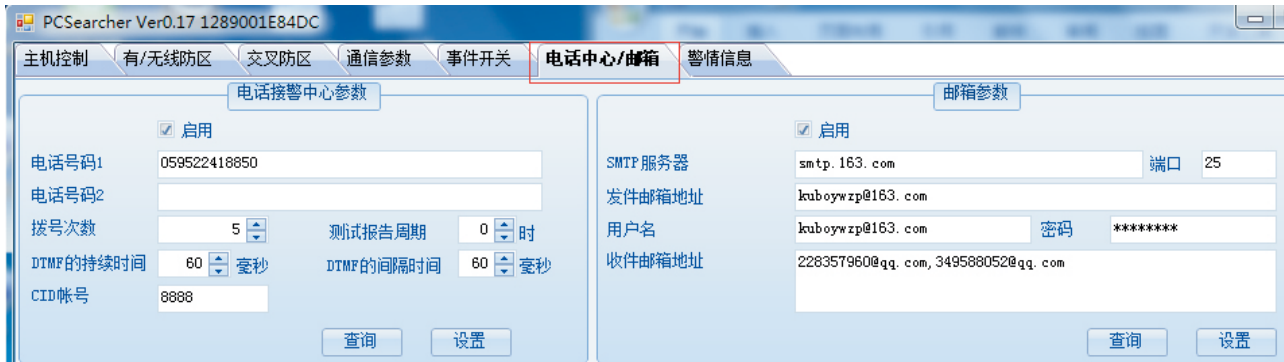 PCSearcher Ver0.17 1289001E84DC
主机控制 有/无线防区 交叉防区 通信参数 事件开关 电话中心/邮箱 警情信息
电话接警中心参数
启用
电话号码1 059522418850
电话号码2
拨号次数 5 测试报告周期 0 时
DTMF的持续时间 60 毫秒 DTMF的间隔时间 60 毫秒
CID帐号 8888
查询 设置
邮箱参数
启用
SMTP服务器 smtp.163.com 端口 25
发件邮箱地址 kuboywzp@163.com
用户名 kuboywzp@163.com 密码 ********
收件邮箱地址 228357960@qq.com,349588052@qq.com
查询 设置